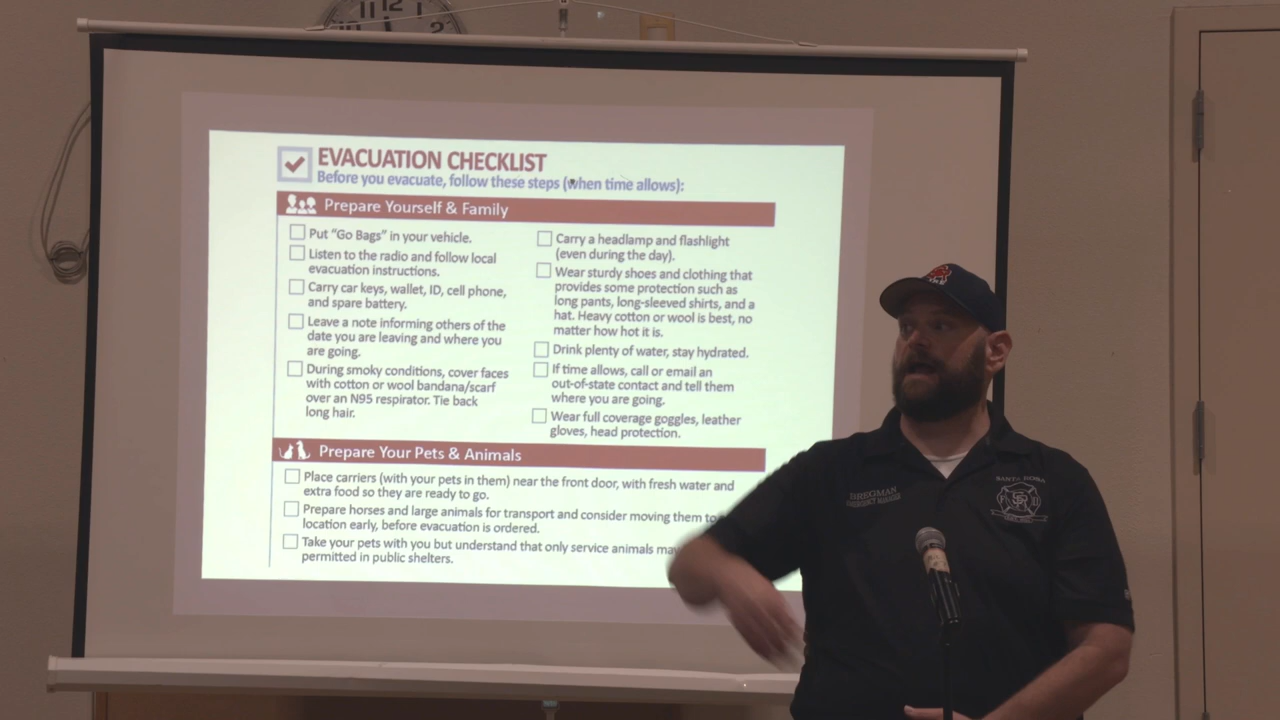 10
11
1
2
EVACUATION CHECKLIST
Before you evacuate, follow these steps (when time allows):
Prepare Yourself & Family
Put “Go Bags” in your vehicle.
Listen to the radio and follow local
evacuation instructions.
Carry car keys, wallet, ID, cell phone,
and spare battery.
Leave a note informing others of the
date you are leaving and where you
are going.
During smoky conditions, cover faces
with cotton or wool bandana/scarf
over an N95 respirator. Tie back
long hair.
Carry a headlamp and flashlight
(even during the day).
Wear sturdy shoes and clothing that
provides some protection such as
long pants, long-sleeved shirts, and a
hat. Heavy cotton or wool is best, no
matter how hot it is.
Drink plenty of water, stay hydrated.
If time allows, call or email an
out-of-state contact and tell them
where you are going.
Wear full coverage goggles, leather
gloves, head protection.
Prepare Your Pets & Animals
Place carriers (with your pets in them) near the front door, with fresh water and
extra food so they are ready to go.
Prepare horses and large animals for transport and consider moving them to
location early, before evacuation is ordered.
Take your pets with you but understand that only service animals may
permitted in public shelters.
BREGMAN
EMERGENCY MANAGER
SANTA ROSA